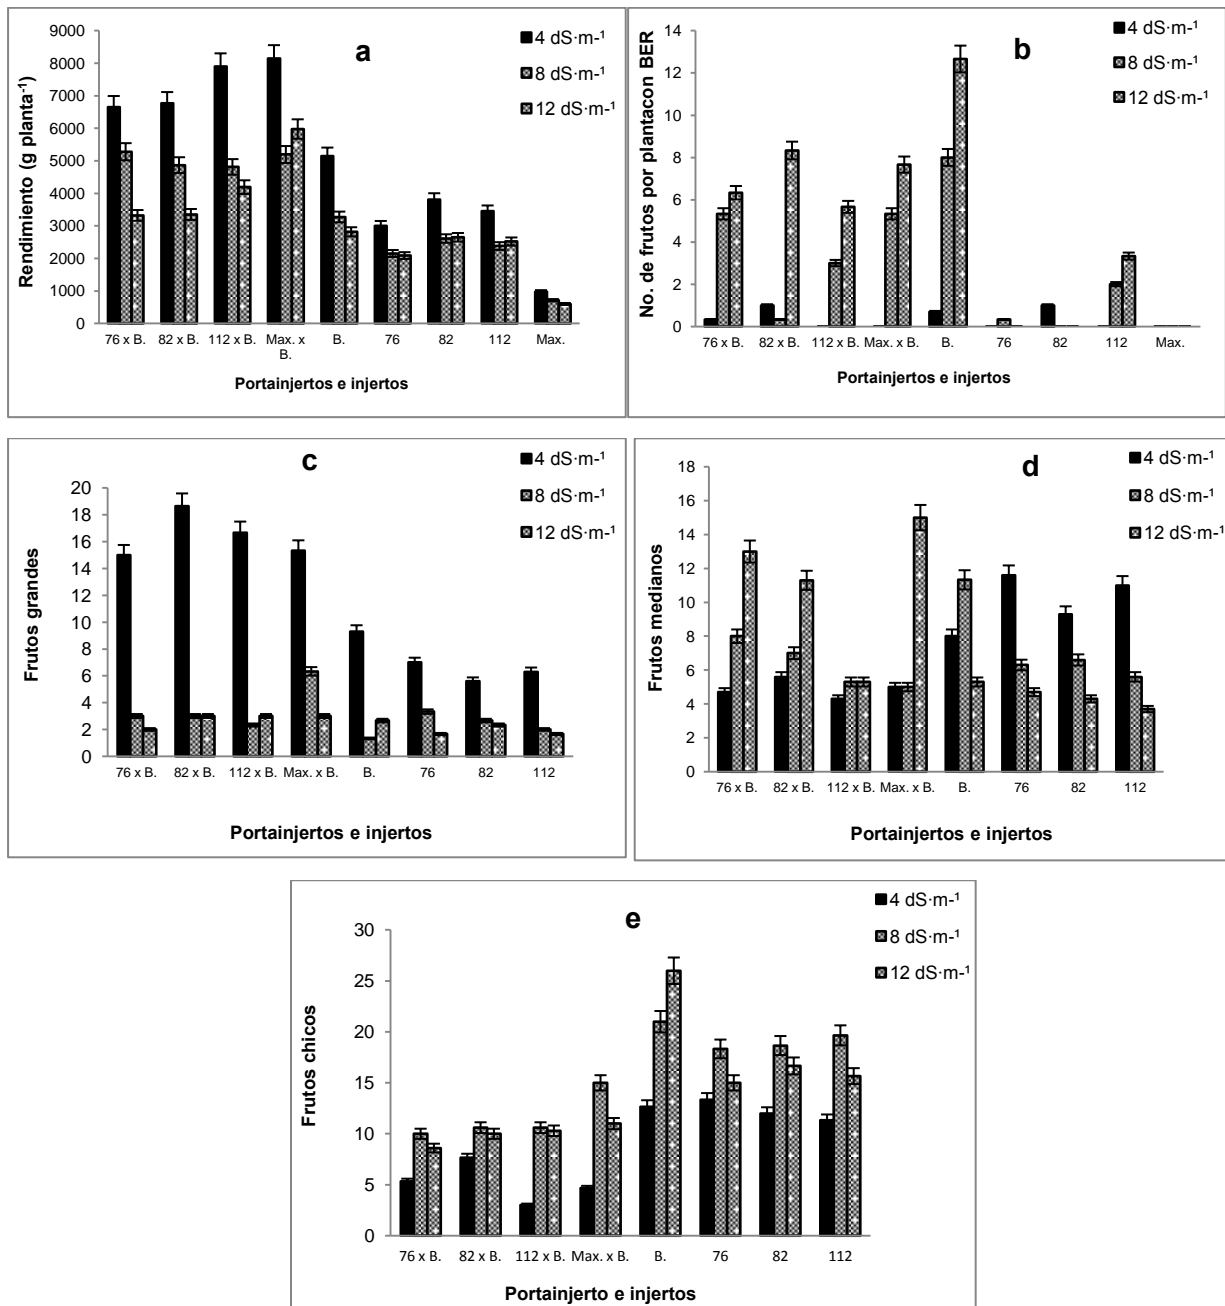 a
4 dS·m-¹
8 dS·m-¹
12 dS·m-¹
Rendimiento (g planta-1)
9000
8000
7000
6000
5000
4000
3000
2000
1000
0
76 x B. 82 x B. 112 x B. Max. x B. B. 76 82 112 Max.
Portainjertos e injertos
b
4 dS·m-¹
8 dS·m-¹
12 dS·m-¹
No. de frutos por plantacon BER
14
12
10
8
6
4
2
0
76 x B. 82 x B. 112 x B. Max. x B. B. 76 82 112 Max.
Portainjertos e injertos
c
4 dS·m-¹
8 dS·m-¹
12 dS·m-¹
Frutos grandes
20
18
16
14
12
10
8
6
4
2
0
76 x B. 82 x B. 112 x B. Max. x B. B. 76 82 112
Portainjertos e injertos
d
4 dS·m-¹
8 dS·m-¹
12 dS·m-¹
Frutos medianos
18
16
14
12
10
8
6
4
2
0
76 x B. 82 x B. 112 x B. Max. x B. B. 76 82 112
Portainjertos e injertos
e
4 dS·m-¹
8 dS·m-¹
12 dS·m-¹
Frutos chicos
30
25
20
15
10
5
0
76 x B. 82 x B. 112 x B. Max. x B. B. 76 82 112
Portainjerto e injertos